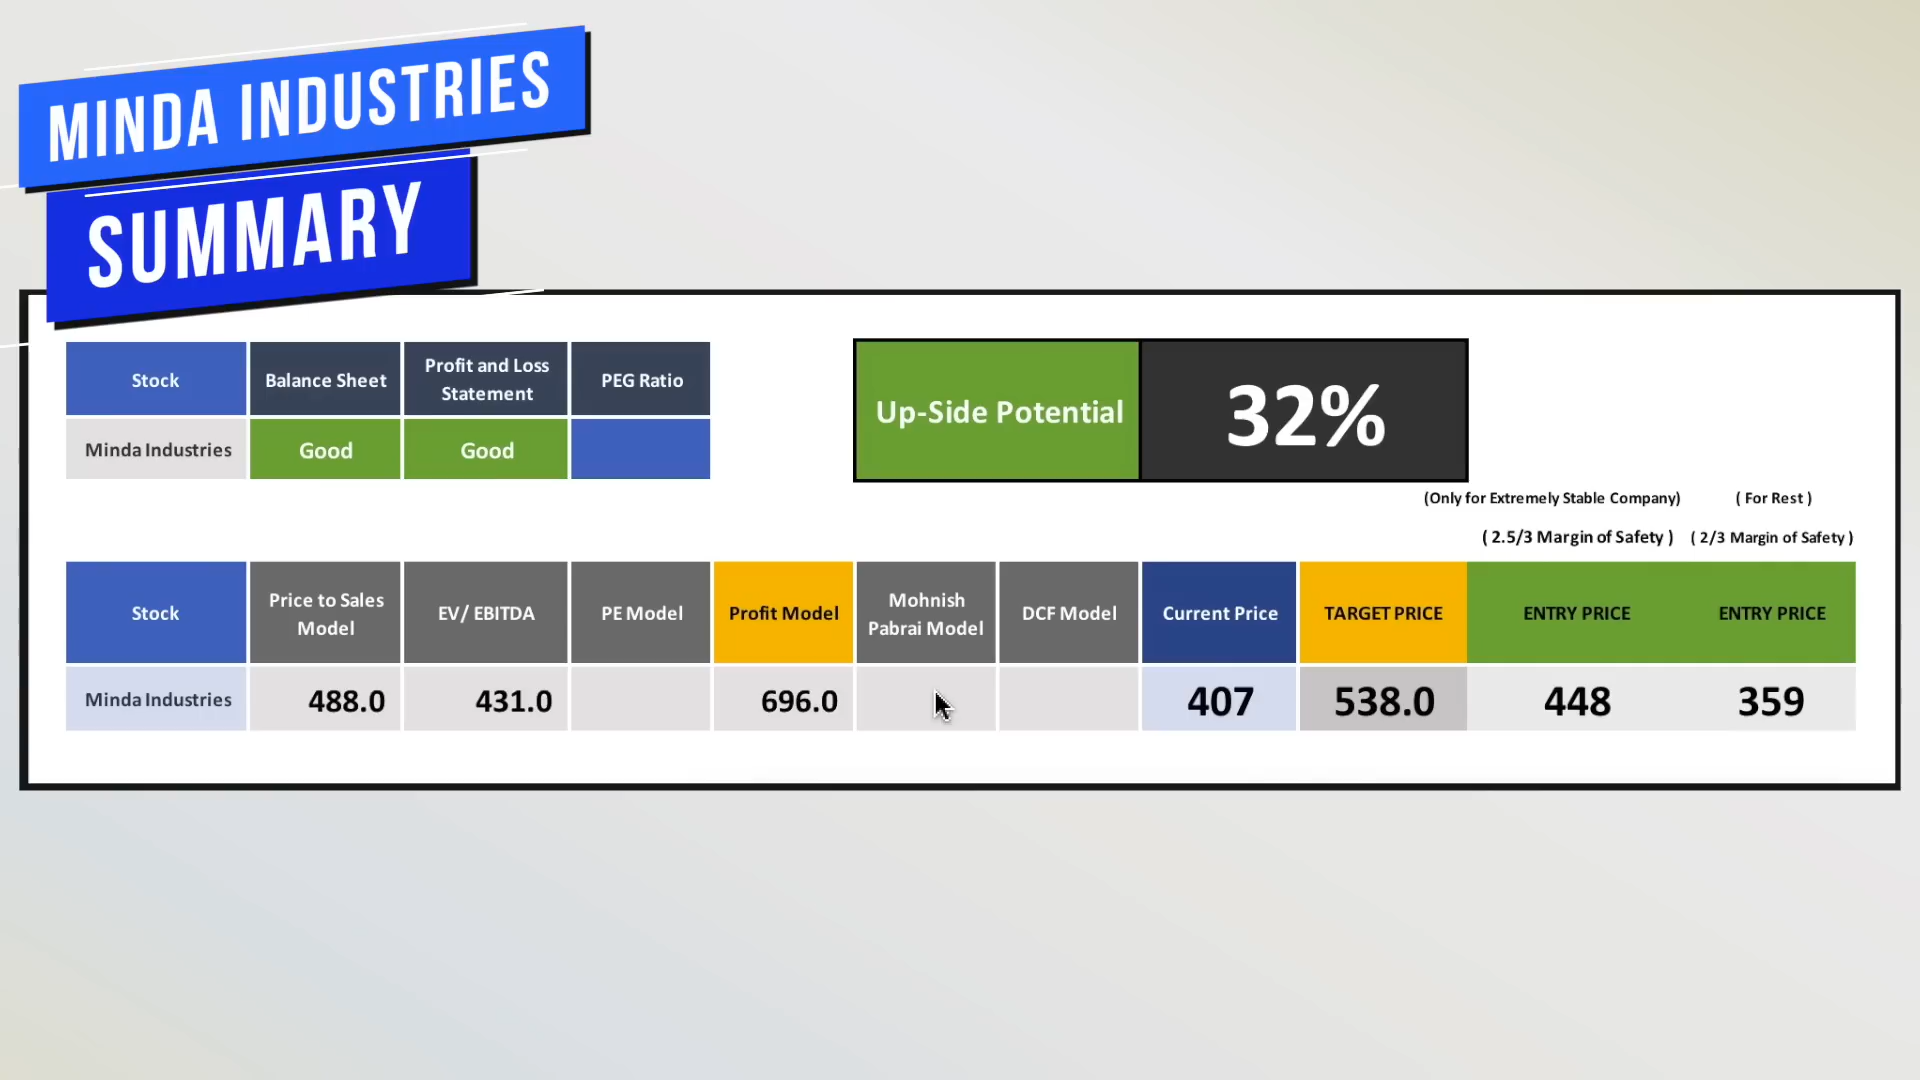 MINDA INDUSTRIES
SUMMARY
Stock
Balance Sheet
Profit and Loss
Statement
PEG Ratio
Minda Industries
Good
Good
Up-Side Potential
32%
(Only for Extremely Stable Company)
( For Rest )
( 2.5/3 Margin of Safety )
( 2/3 Margin of Safety )
Stock
Price to Sales
Model
EV/ EBITDA
PE Model
Profit Model
Mohnish
Pabrai Model
DCF Model
Current Price
TARGET PRICE
ENTRY PRICE
ENTRY PRICE
Minda Industries
488.0
431.0
696.0
407
538.0
448
359